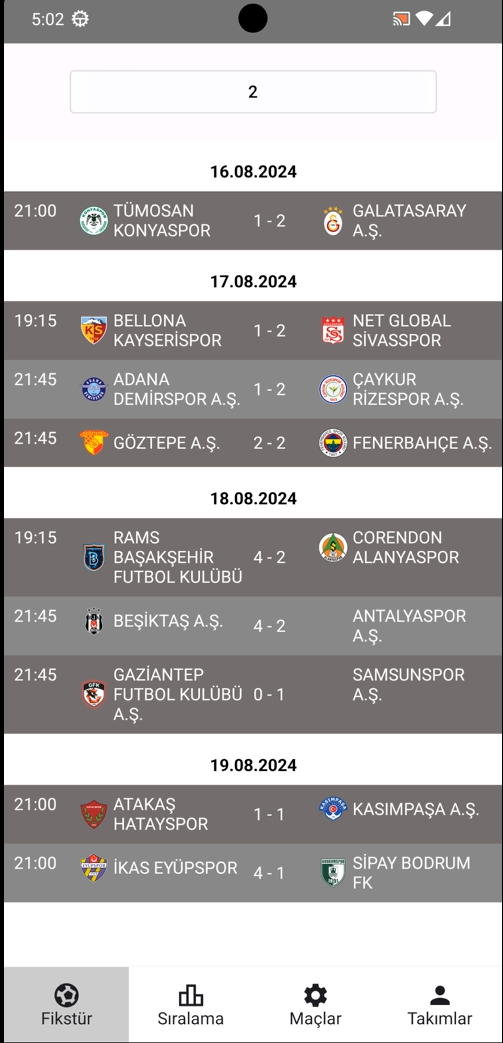 5:02
2
16.08.2024
21:00 TÜMOSAN KONYASPOR 1 - 2 GALATASARAY A.Ş.
17.08.2024
19:15 BELLONA KAYSERİSPOR 1 - 2 NET GLOBAL SİVASSPOR
21:45 ADANA DEMİRSPOR A.Ş. 1 - 2 ÇAYKUR RİZESPOR A.Ş.
21:45 GÖZTEPE A.Ş. 2 - 2 FENERBAHÇE A.Ş.
18.08.2024
19:15 RAMS BAŞAKŞEHİR FUTBOL KULÜBÜ 4 - 2 CORENDON ALANYASPOR
21:45 BEŞİKTAŞ A.Ş. 4 - 2 ANTALYASPOR A.Ş.
21:45 GAZİANTEP FUTBOL KULÜBÜ A.Ş. 0 - 1 SAMSUNSPOR A.Ş.
19.08.2024
21:00 ATAKAŞ HATAYSPOR 1 - 1 KASIMPAŞA A.Ş.
21:00 İKAS EYÜPSPOR 4 - 1 SİPAY BODRUM FK
Fikstür Sıralama Maçlar Takımlar